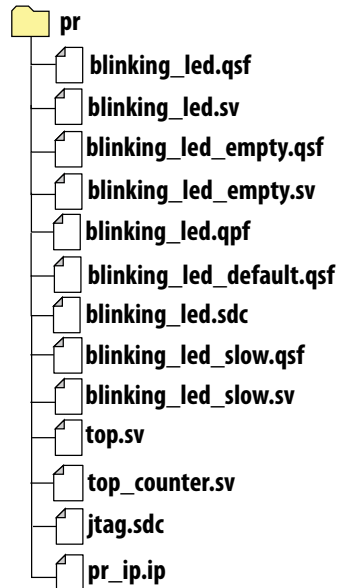 pr
blinking_led.qsf
blinking_led.sv
blinking_led_empty.qsf
blinking_led_empty.sv
blinking_led.qpf
blinking_led_default.qsf
blinking_led.sdc
blinking_led_slow.qsf
blinking_led_slow.sv
top.sv
top_counter.sv
jtag.sdc
pr_ip.ip